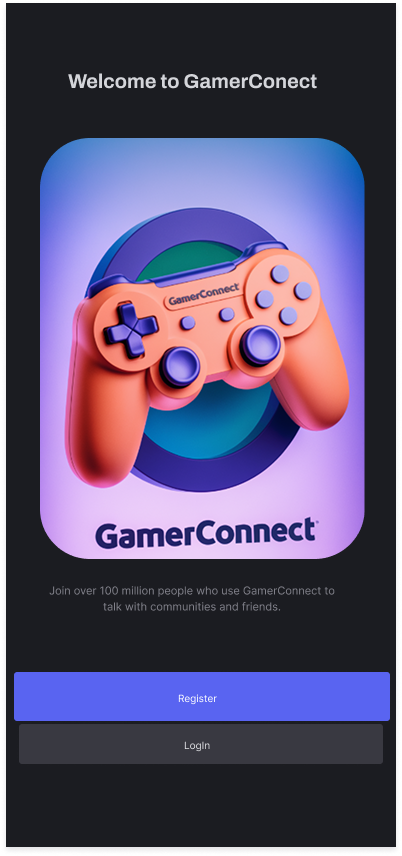 Welcome to GamerConect
GamerConnect
GamerConnect
Join over 100 million people who use GamerConnect to
talk with communities and friends.
Register
LogIn